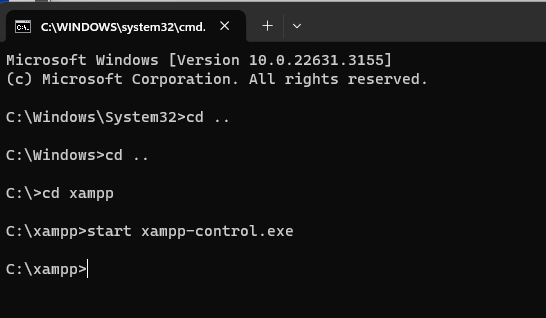 C:\WINDOWS\system32\cmd.
Microsoft Windows [Version 10.0.22631.3155]
(c) Microsoft Corporation. All rights reserved.
C:\Windows\System32>cd ..
C:\Windows>cd ..
C:\>cd xampp
C:\xampp>start xampp-control.exe
C:\xampp>